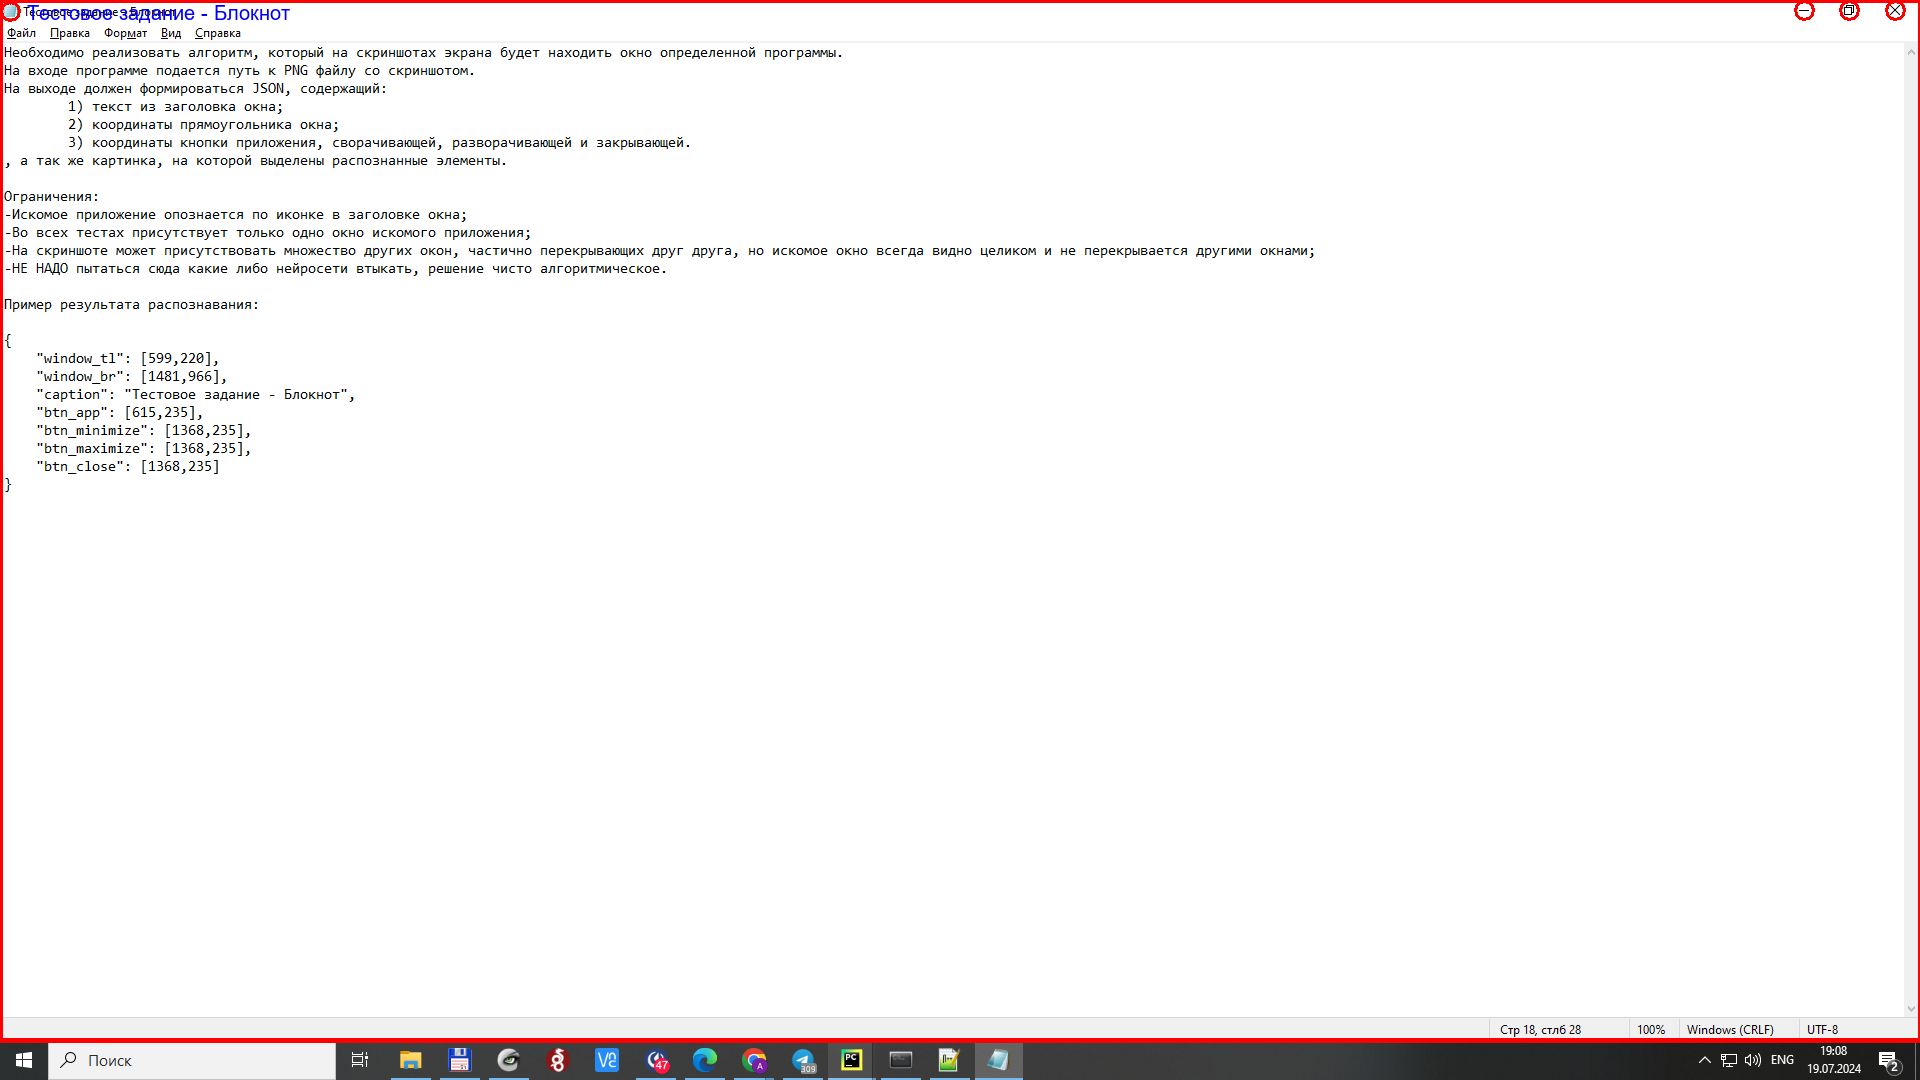 Тестовое задание - Блокнот
Файл Правка Формат Вид Справка
Необходимо реализовать алгоритм, который на скриншотах экрана будет находить окно определенной программы.
На входе программе подается путь к PNG файлу со скриншотом.
На выходе должен формироваться JSON, содержащий:
1) текст из заголовка окна;
2) координаты прямоугольника окна;
3) координаты кнопки приложения, сворачивающей, разворачивающей и закрывающей.
, а так же картинка, на которой выделены распознанные элементы.
Ограничения:
-Искомое приложение опознается по иконке в заголовке окна;
-Во всех тестах присутствует только одно окно искомого приложения;
-На скриншоте может присутствовать множество других окон, частично перекрывающих друг друга, но искомое окно всегда видно целиком и не перекрывается другими окнами;
-НЕ НАДО пытаться сюда какие либо нейросети втыкать, решение чисто алгоритмическое.
Пример результата распознавания:
{
"window_tl": [599,220],
"window_br": [1481,966],
"caption": "Тестовое задание - Блокнот",
"btn_app": [615,235],
"btn_minimize": [1368,235],
"btn_maximize": [1368,235],
"btn_close": [1368,235]
}
Стр 18, стлб 28 100% Windows (CRLF) UTF-8
Поиск
47
A
309
PC
ENG
19:08
19.07.2024
2